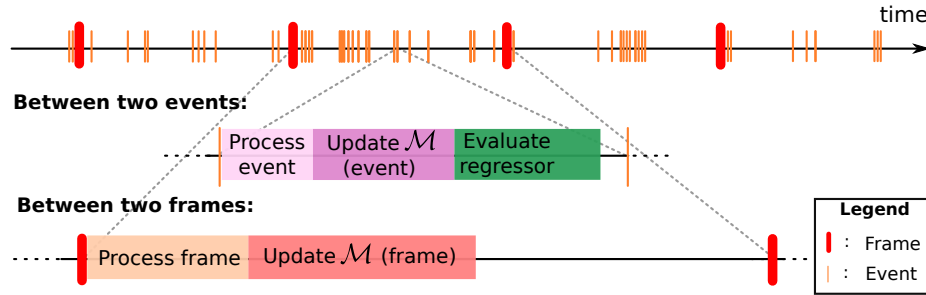 time
Between two events:
Process event
Update ℳ (event)
Evaluate regressor
Between two frames:
Process frame
Update ℳ (frame)
Legend
: Frame
: Event